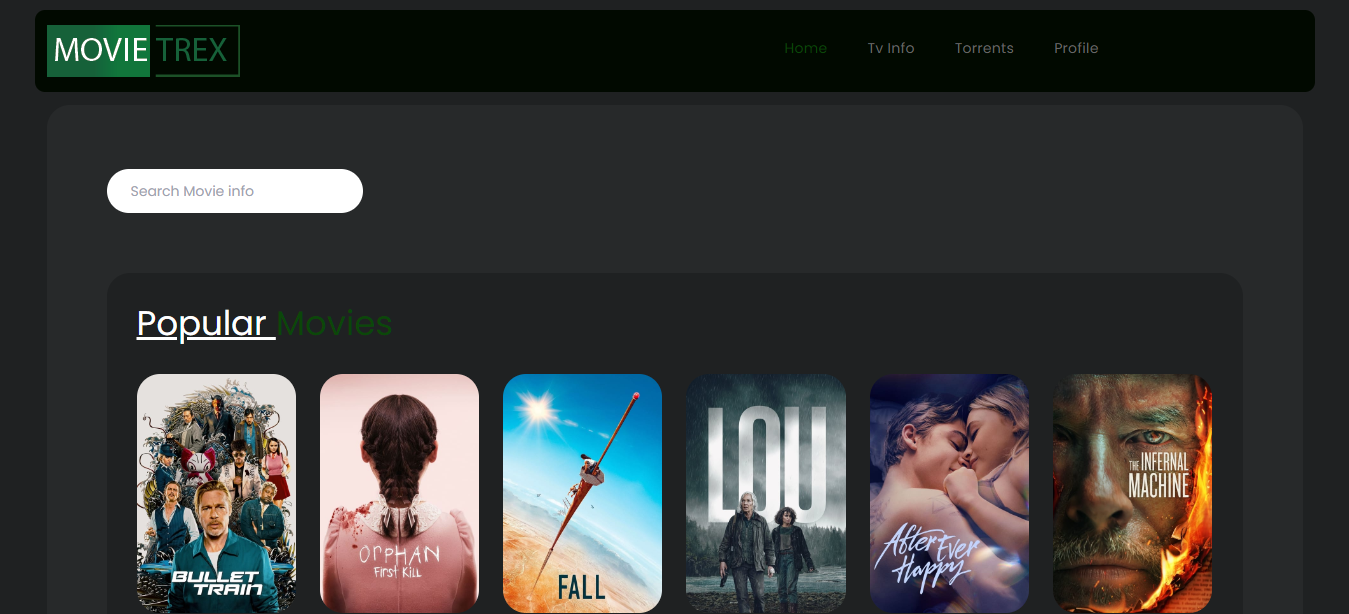 MOVIE TREX
Home
Tv Info
Torrents
Profile
Search Movie info
Popular Movies
BULLET
TRAIN
ORPHAN
First Kill
FALL
LOU
After Ever
Happy
THE INFERNAL
MACHINE